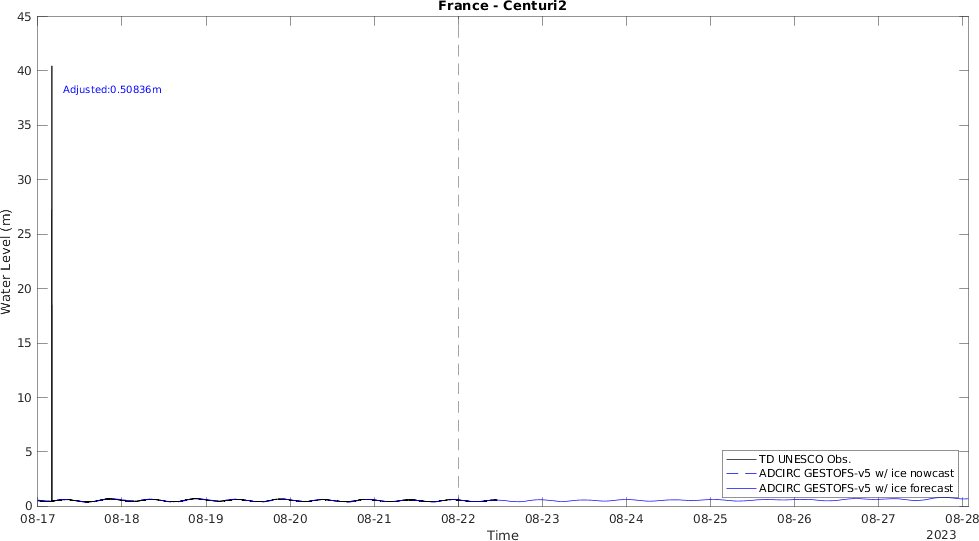 France - Centuri2
45
40
35
30
25
20
15
10
5
0
Water Level (m)
Adjusted:0.50836m
TD UNESCO Obs.
ADCIRC GESTOFS-v5 w/ ice nowcast
ADCIRC GESTOFS-v5 w/ ice forecast
08-17 08-18 08-19 08-20 08-21 08-22 08-23 08-24 08-25 08-26 08-27 08-28
Time
2023